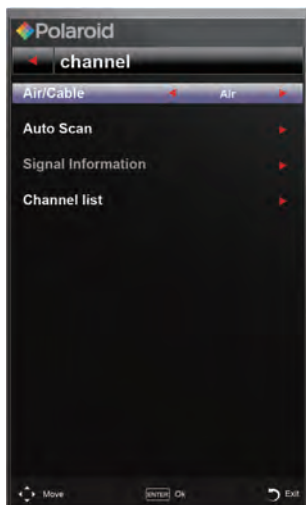 Polaroid
channel
Air/Cable Air
Auto Scan
Signal Information
Channel list
Move ENTER Ok Exit